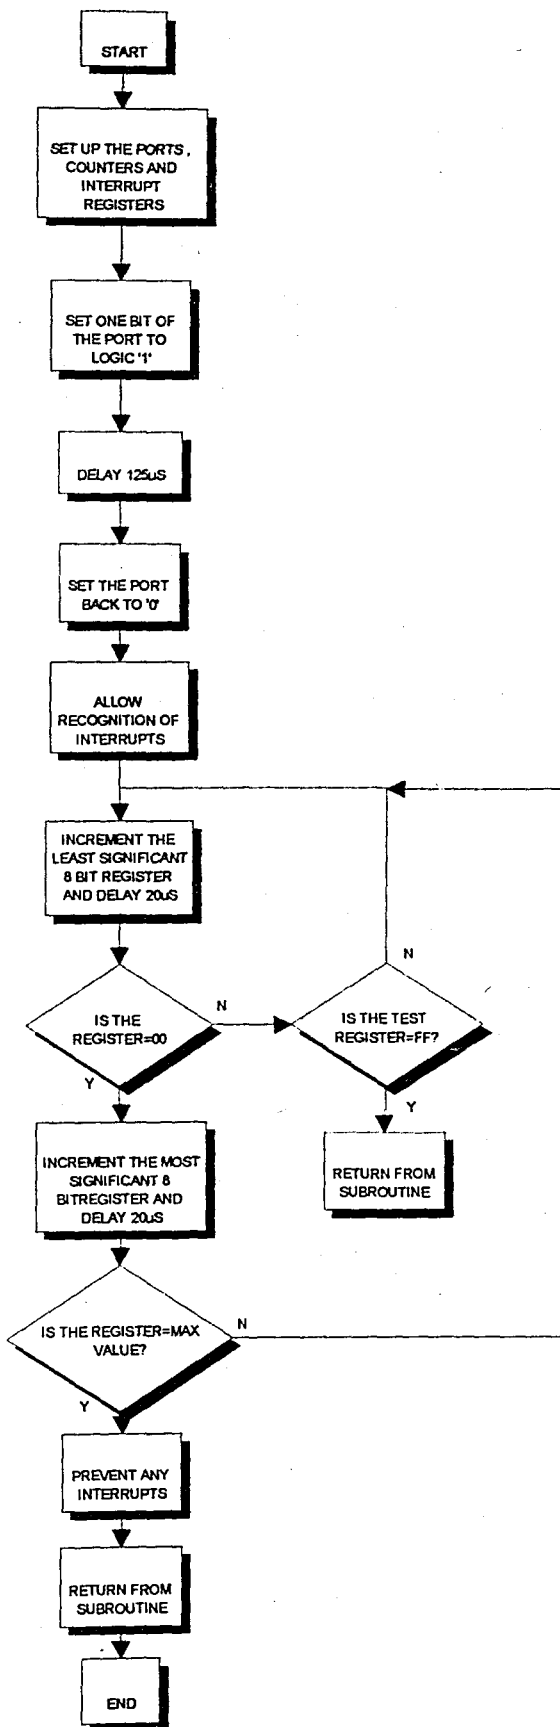 START
SET UP THE PORTS ,
COUNTERS AND
INTERRUPT
REGISTERS
SET ONE BIT OF
THE PORT TO
LOGIC '1'
DELAY 125uS
SET THE PORT
BACK TO '0'
ALLOW
RECOGNITION OF
INTERRUPTS
INCREMENT THE
LEAST SIGNIFICANT
8 BIT REGISTER
AND DELAY 20uS
N
IS THE
REGISTER=00
N
IS THE TEST
REGISTER=FF?
Y
Y
INCREMENT THE MOST
SIGNIFICANT 8
BITREGISTER AND
DELAY 20uS
RETURN FROM
SUBROUTINE
IS THE REGISTER=MAX
VALUE?
N
Y
PREVENT ANY
INTERRUPTS
RETURN FROM
SUBROUTINE
END